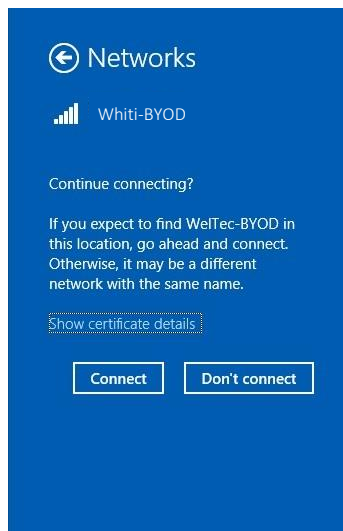 Networks
Whiti-BYOD
Continue connecting?
If you expect to find WelTec-BYOD in
this location, go ahead and connect.
Otherwise, it may be a different
network with the same name.
Show certificate details
Connect Don't connect